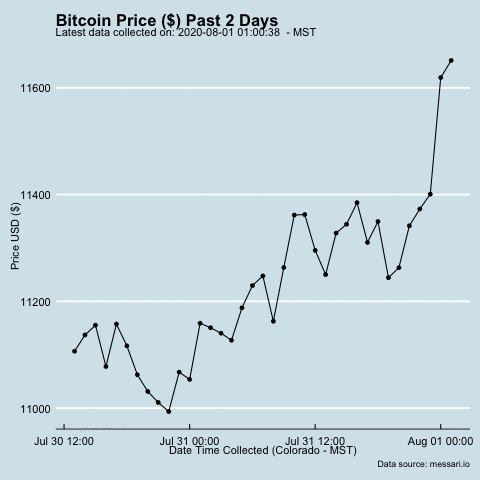 Bitcoin Price ($) Past 2 Days
Latest data collected on: 2020-08-01 01:00:38  - MST
11600
11400
11200
11000
Price USD ($)
Jul 30 12:00 Jul 31 00:00 Jul 31 12:00 Aug 01 00:00
Date Time Collected (Colorado - MST)
Data source: messari.io